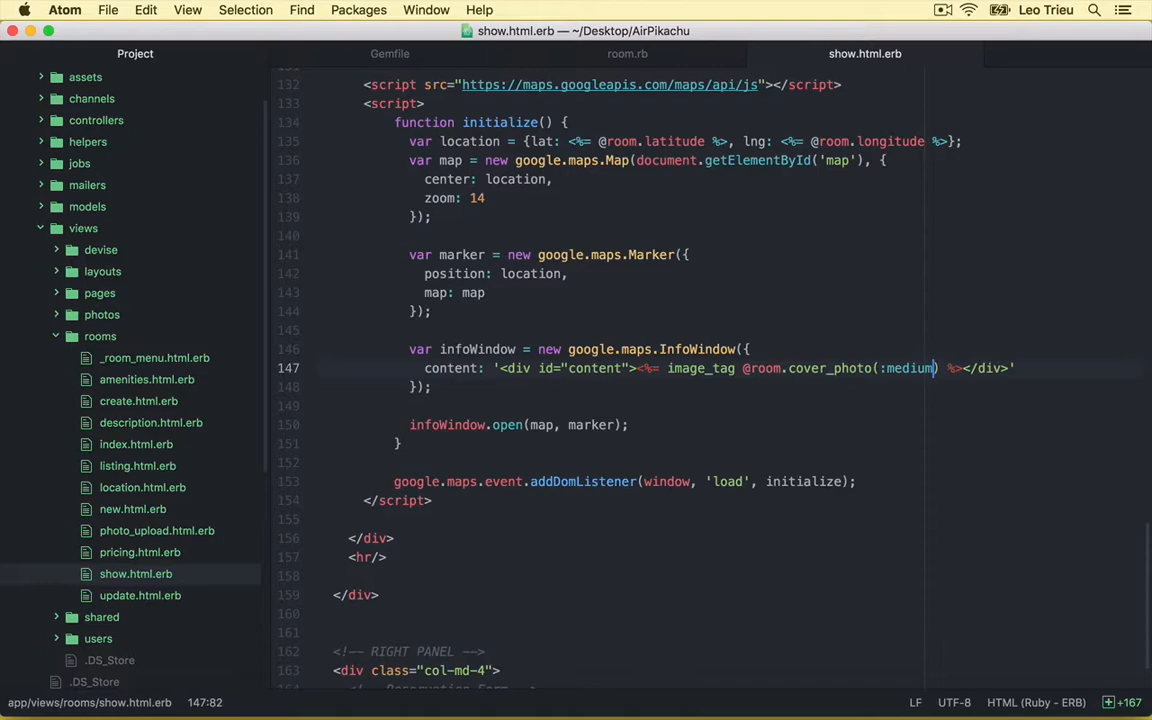 Atom File Edit View Selection Find Packages Window Help Leo Trieu
show.html.erb — ~/Desktop/AirPikachu
Project Gemfile room.rb show.html.erb
assets
channels
controllers
helpers
jobs
mailers
models
views
devise
layouts
pages
photos
rooms
_room_menu.html.erb
amenities.html.erb
create.html.erb
description.html.erb
index.html.erb
listing.html.erb
location.html.erb
new.html.erb
photo_upload.html.erb
pricing.html.erb
show.html.erb
update.html.erb
shared
users
.DS_Store
.DS_Store
132 <script src="https://maps.googleapis.com/maps/api/js"></script>
133 <script>
134 function initialize() {
135 var location = {lat: <%= @room.latitude %>, lng: <%= @room.longitude %>};
136 var map = new google.maps.Map(document.getElementById('map'), {
137 center: location,
138 zoom: 14
139 });
140
141 var marker = new google.maps.Marker({
142 position: location,
143 map: map
144 });
145
146 var infoWindow = new google.maps.InfoWindow({
147 content: '<div id="content"><%= image_tag @room.cover_photo(:medium) %></div>'
148 });
149
150 infoWindow.open(map, marker);
151 }
152
153 google.maps.event.addDomListener(window, 'load', initialize);
154 </script>
155
156 </div>
157 <hr/>
158
159 </div>
160
161
162 <!-- RIGHT PANEL -->
163 <div class="col-md-4">
app/views/rooms/show.html.erb 147:82 LF UTF-8 HTML (Ruby - ERB) +167